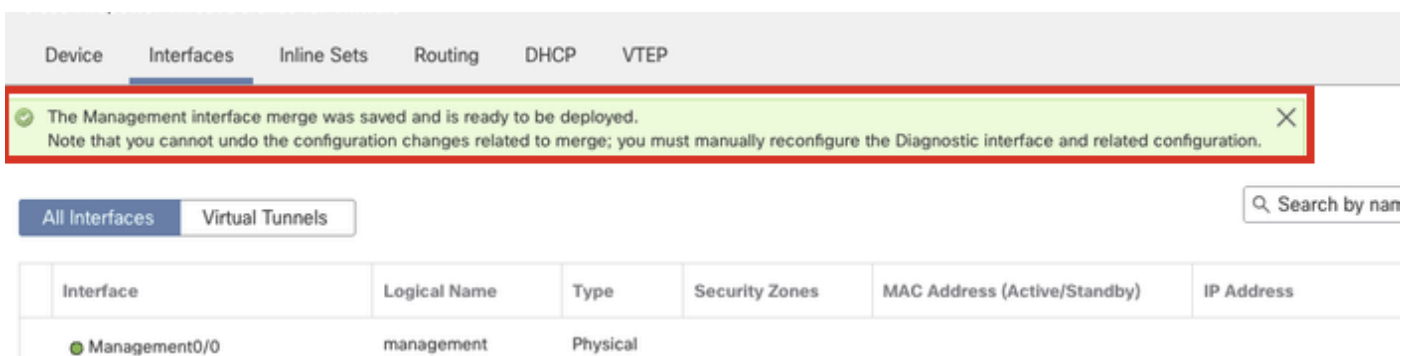 Device Interfaces Inline Sets Routing DHCP VTEP
The Management interface merge was saved and is ready to be deployed.
Note that you cannot undo the configuration changes related to merge; you must manually reconfigure the Diagnostic interface and related configuration.
All Interfaces Virtual Tunnels Search by
Interface Logical Name Type Security Zones MAC Address (Active/Standby) IP Address
Management0/0 management Physical